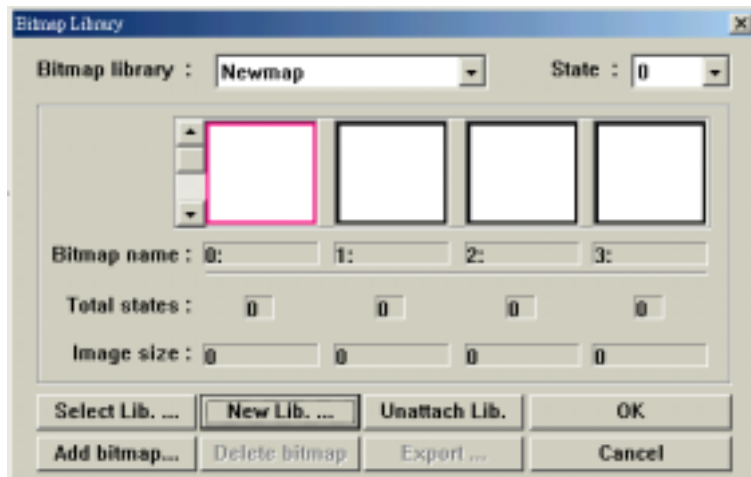 Bitmap Library
Bitmap library : Newmap State : 0
Bitmap name : 0: 1: 2: 3:
Total states : 0 0 0 0
Image size : 0 0 0 0
Select Lib. ... New Lib. ... Unattach Lib. OK
Add bitmap... Delete bitmap Export ... Cancel